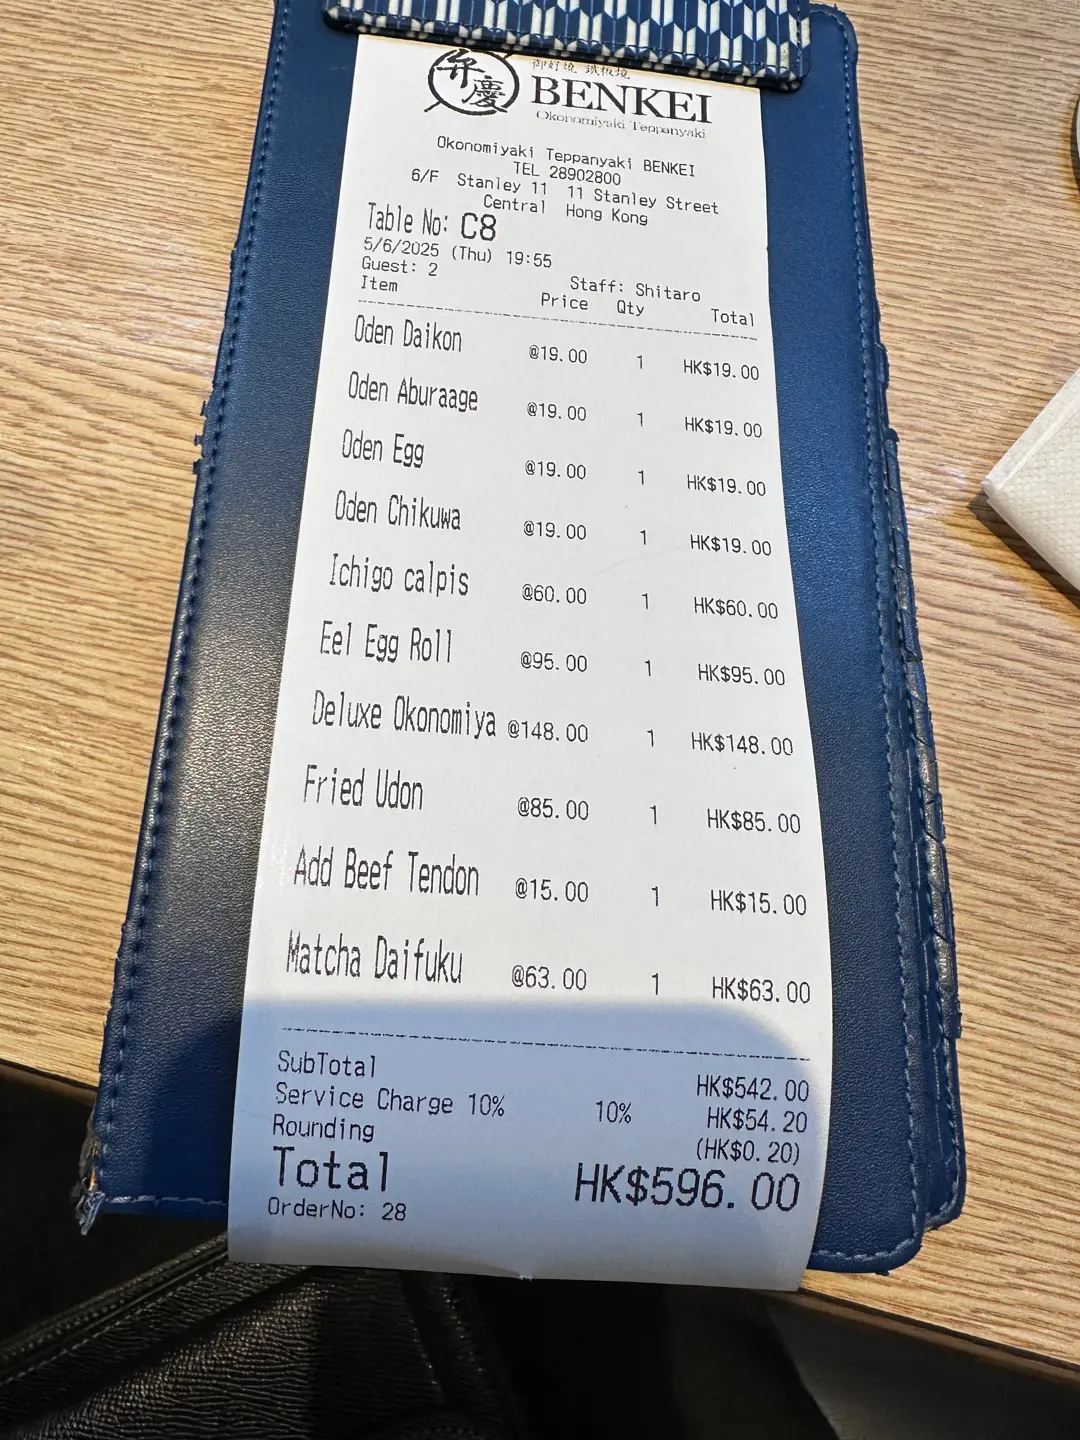 弁慶
御好焼 鉄板焼
BENKEI
Okonomiyaki Teppanyaki
Okonomiyaki Teppanyaki BENKEI
TEL 28902800
6/F Stanley 11 11 Stanley Street
Central Hong Kong
Table No: C8
5/6/2025 (Thu) 19:55
Guest: 2 Staff: Shitaro
Item Price Qty Total
Oden Daikon @19.00 1 HK$19.00
Oden Aburaage @19.00 1 HK$19.00
Oden Egg @19.00 1 HK$19.00
Oden Chikuwa @19.00 1 HK$19.00
Ichigo calpis @60.00 1 HK$60.00
Eel Egg Roll @95.00 1 HK$95.00
Deluxe Okonomiya @148.00 1 HK$148.00
Fried Udon @85.00 1 HK$85.00
Add Beef Tendon @15.00 1 HK$15.00
Matcha Daifuku @63.00 1 HK$63.00
SubTotal HK$542.00
Service Charge 10% 10% HK$54.20
Rounding (HK$0.20)
Total HK$596.00
OrderNo: 28